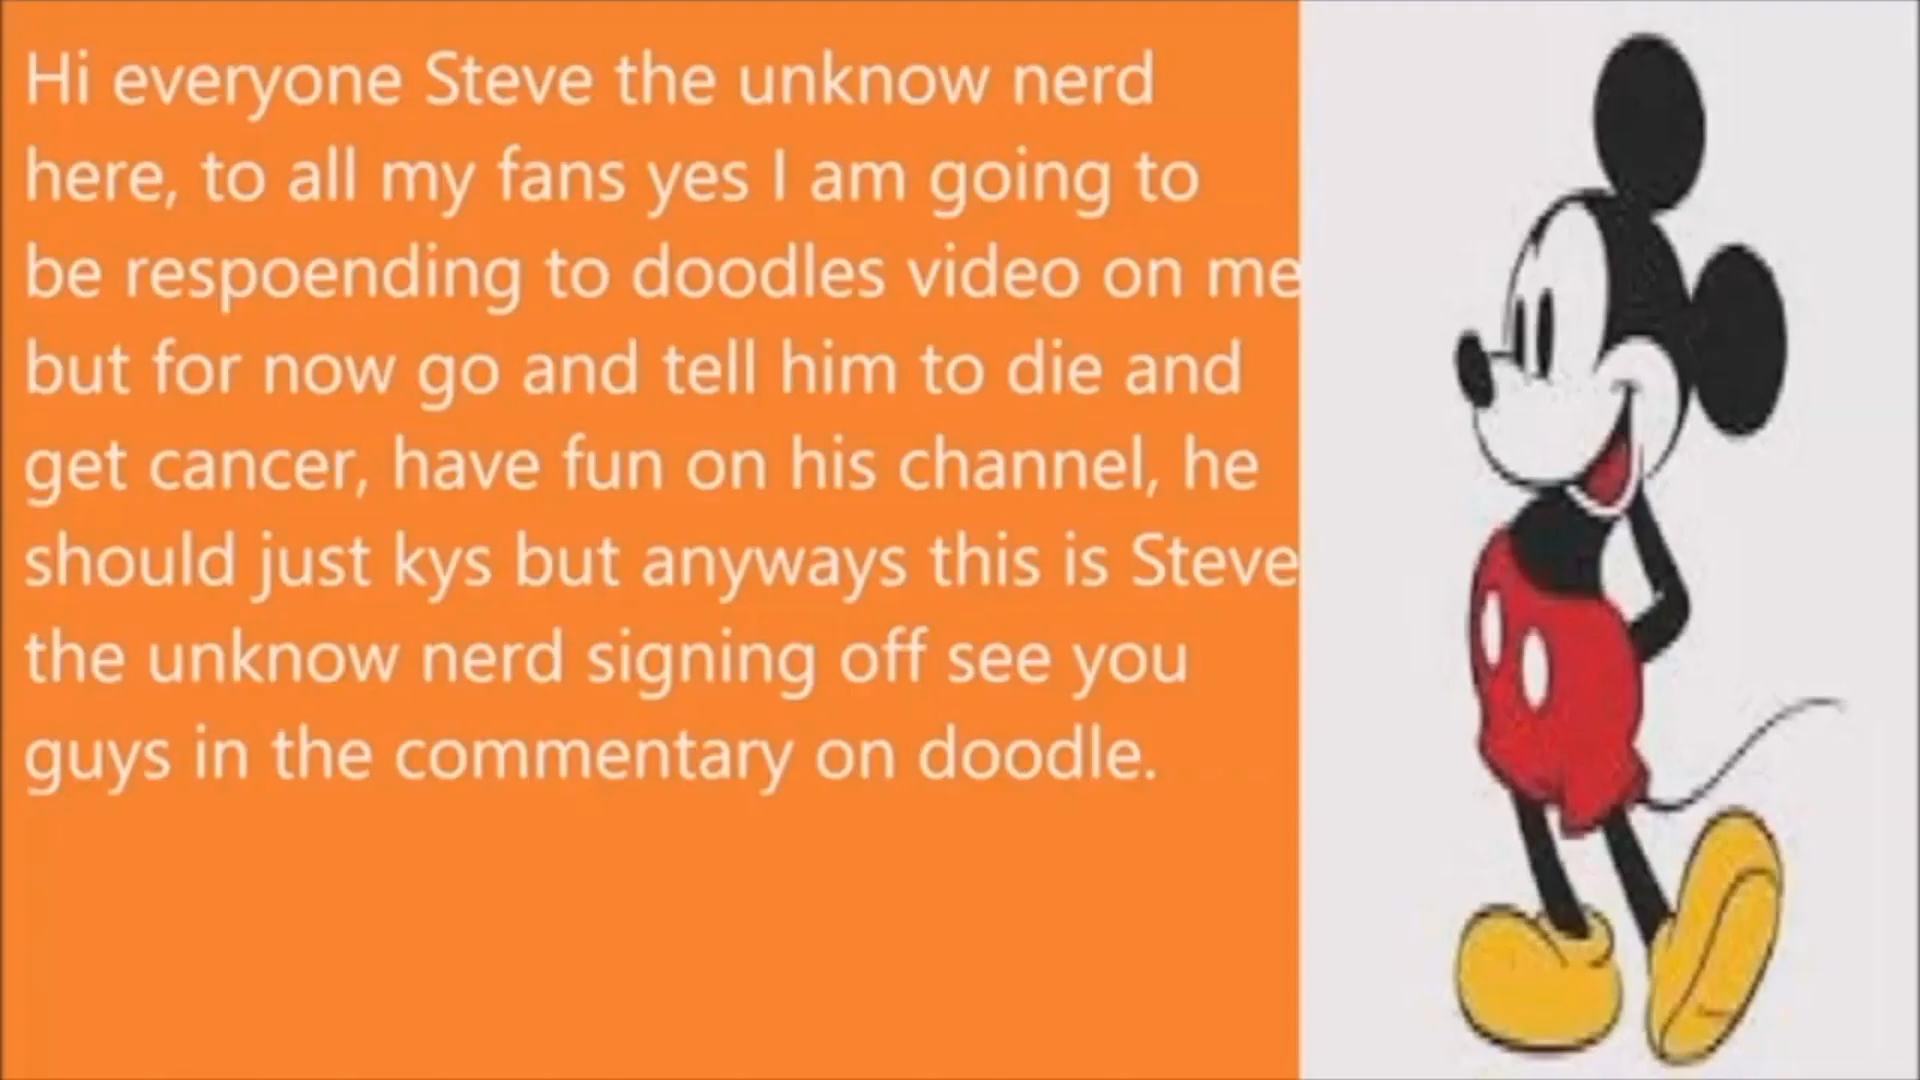 Hi everyone Steve the unknow nerd
here, to all my fans yes I am going to
be respoending to doodles video on me
but for now go and tell him to die and
get cancer, have fun on his channel, he
should just kys but anyways this is Steve
the unknow nerd signing off see you
guys in the commentary on doodle.